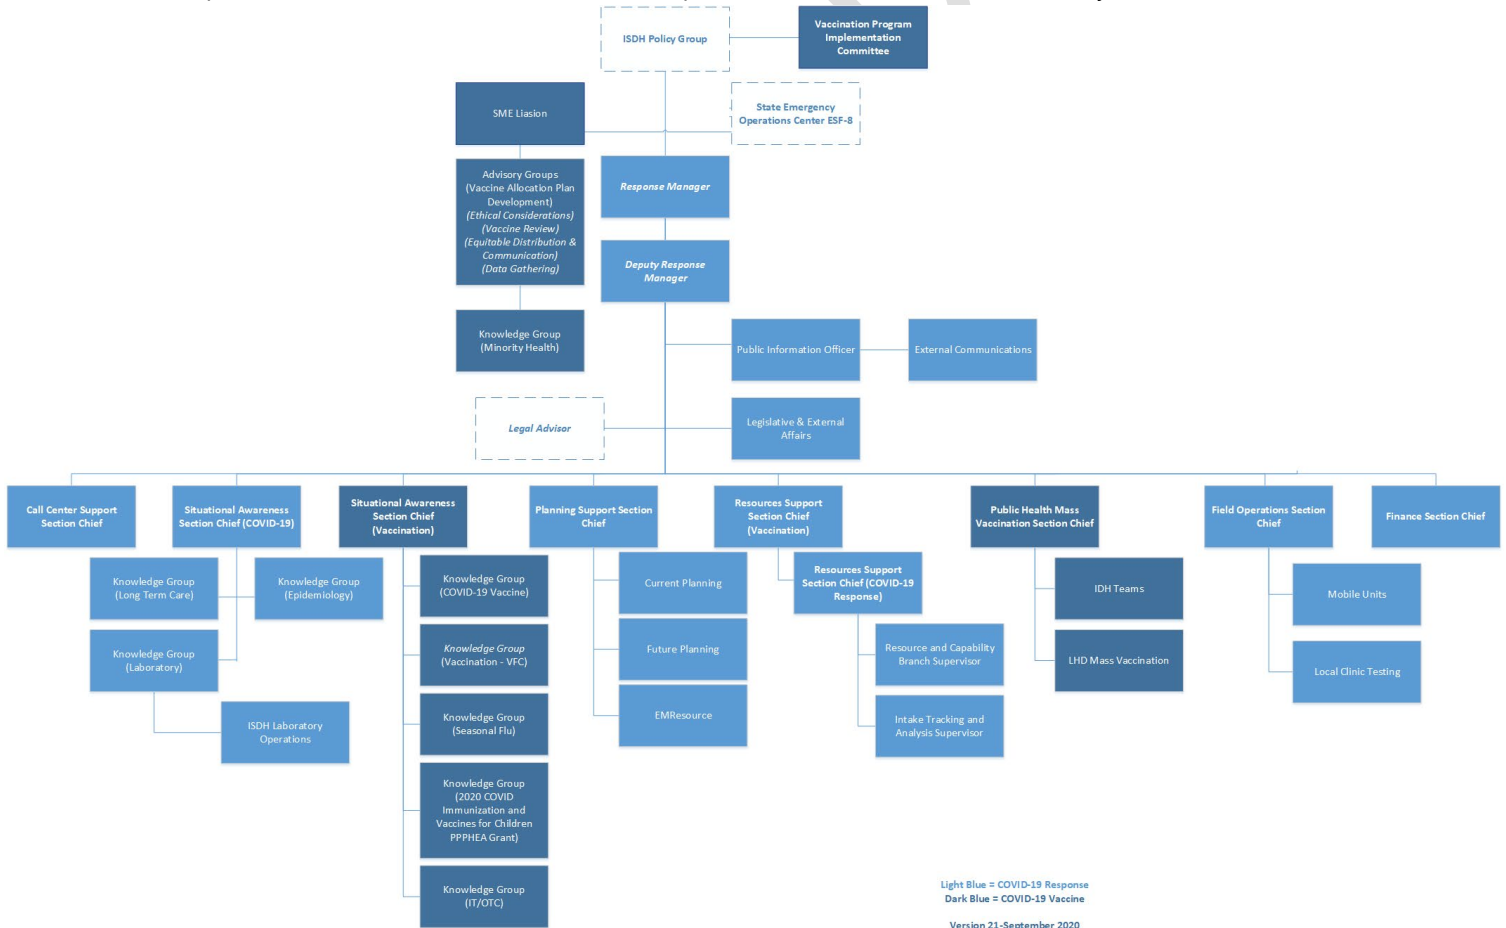 ISDH Policy Group
Vaccination Program
Implementation
Committee
SME Liasion
State Emergency
Operations Center ESF-8
Advisory Groups
(Vaccine Allocation Plan
Development)
(Ethical Considerations)
(Vaccine Review)
(Equitable Distribution &
Communication)
(Data Gathering)
Response Manager
Deputy Response
Manager
Knowledge Group
(Minority Health)
Public Information Officer
External Communications
Legal Advisor
Legislative & External
Affairs
Call Center Support
Section Chief
Situational Awareness
Section Chief (COVID-19)
Situational Awareness
Section Chief
(Vaccination)
Planning Support Section
Chief
Resources Support
Section Chief
(Vaccination)
Public Health Mass
Vaccination Section Chief
Field Operations Section
Chief
Finance Section Chief
Knowledge Group
(Long Term Care)
Knowledge Group
(Epidemiology)
Knowledge Group
(Laboratory)
ISDH Laboratory
Operations
Knowledge Group
(COVID-19 Vaccine)
Knowledge Group
(Vaccination - VFC)
Knowledge Group
(Seasonal Flu)
Knowledge Group
(2020 COVID
Immunization and
Vaccines for Children
PPPHEA Grant)
Knowledge Group
(IT/OTC)
Current Planning
Future Planning
EMResource
Resources Support
Section Chief (COVID-19
Response)
Resource and Capability
Branch Supervisor
Intake Tracking and
Analysis Supervisor
IDH Teams
LHD Mass Vaccination
Mobile Units
Local Clinic Testing
Light Blue = COVID-19 Response
Dark Blue = COVID-19 Vaccine
Version 21-September 2020